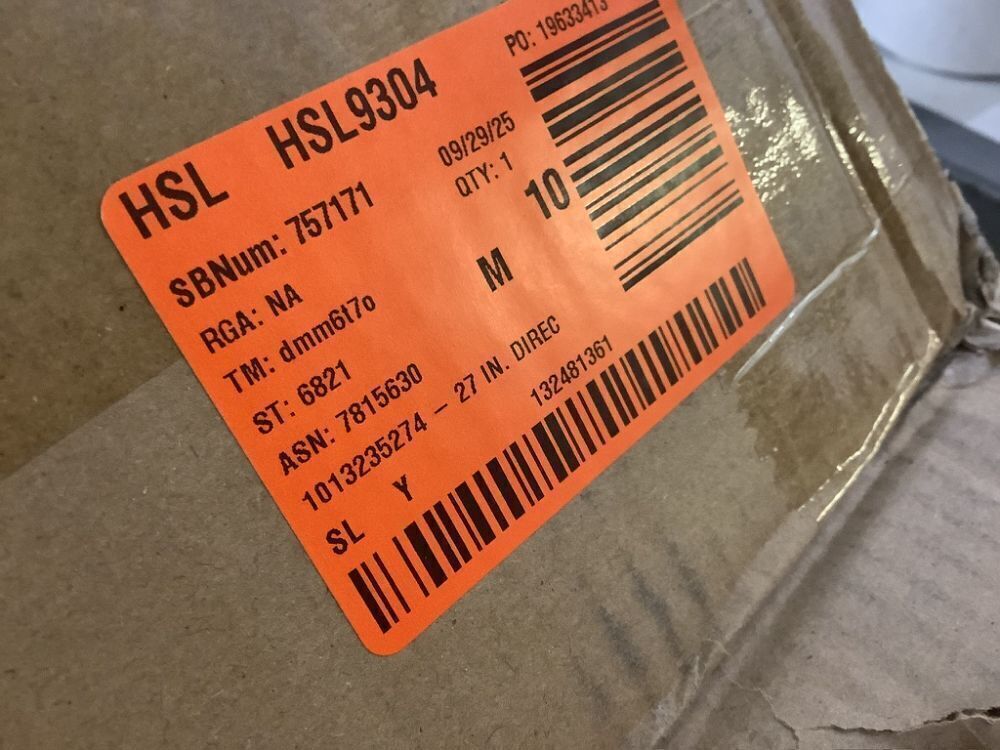 HSL HSL9304 PO: 19633413
SBNum: 757171 09/29/25
RGA: NA QTY: 1
TM: dmm6t7o M 10
ST: 6821
ASN: 7815630
1013235274 – 27 IN. DIREC
SL Y 132481361